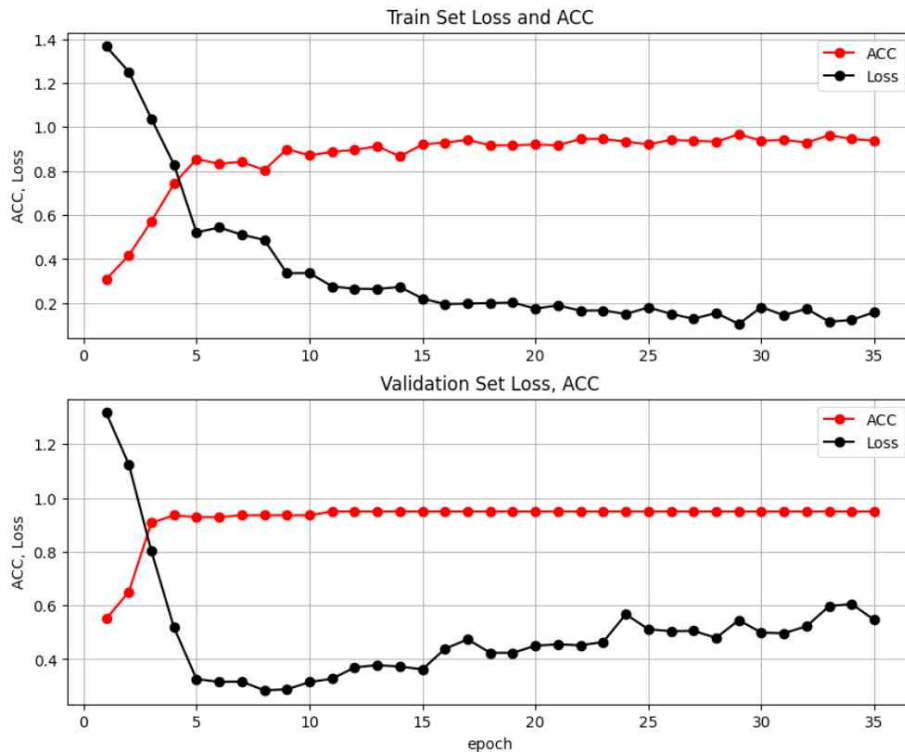 Train Set Loss and ACC
1.4
1.2
1.0
0.8
0.6
0.4
0.2
ACC, Loss
ACC
Loss
0 5 10 15 20 25 30 35
Validation Set Loss, ACC
1.2
1.0
0.8
0.6
0.4
ACC, Loss
ACC
Loss
0 5 10 15 20 25 30 35
epoch